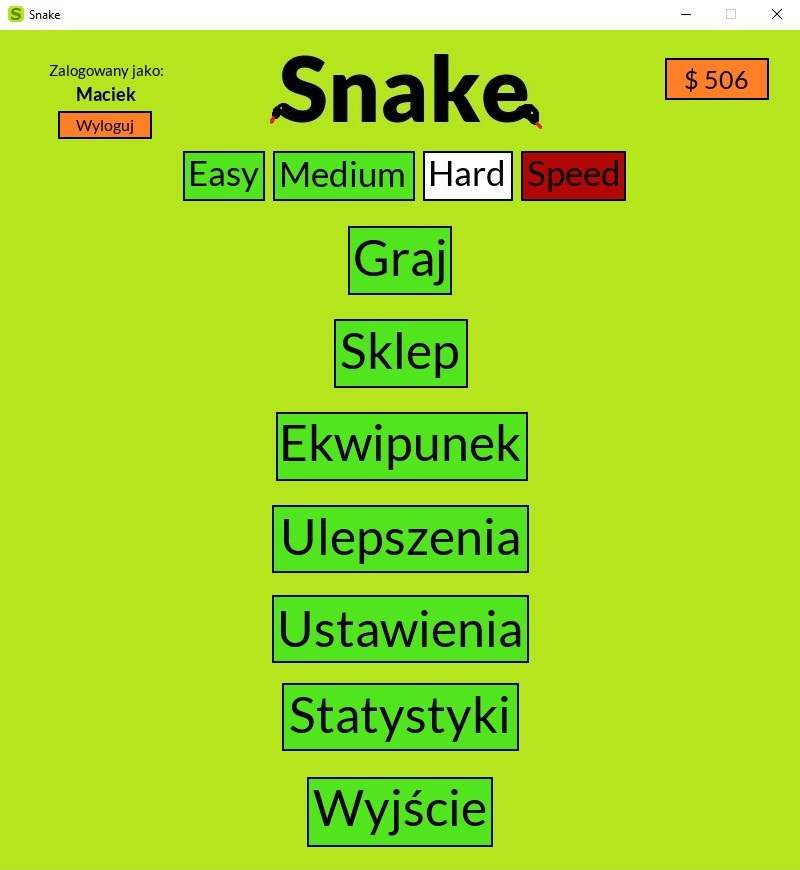 Snake
Zalogowany jako:
Maciek
Wyloguj
Snake
$ 506
Easy Medium Hard Speed
Graj
Sklep
Ekwipunek
Ulepszenia
Ustawienia
Statystyki
Wyjście